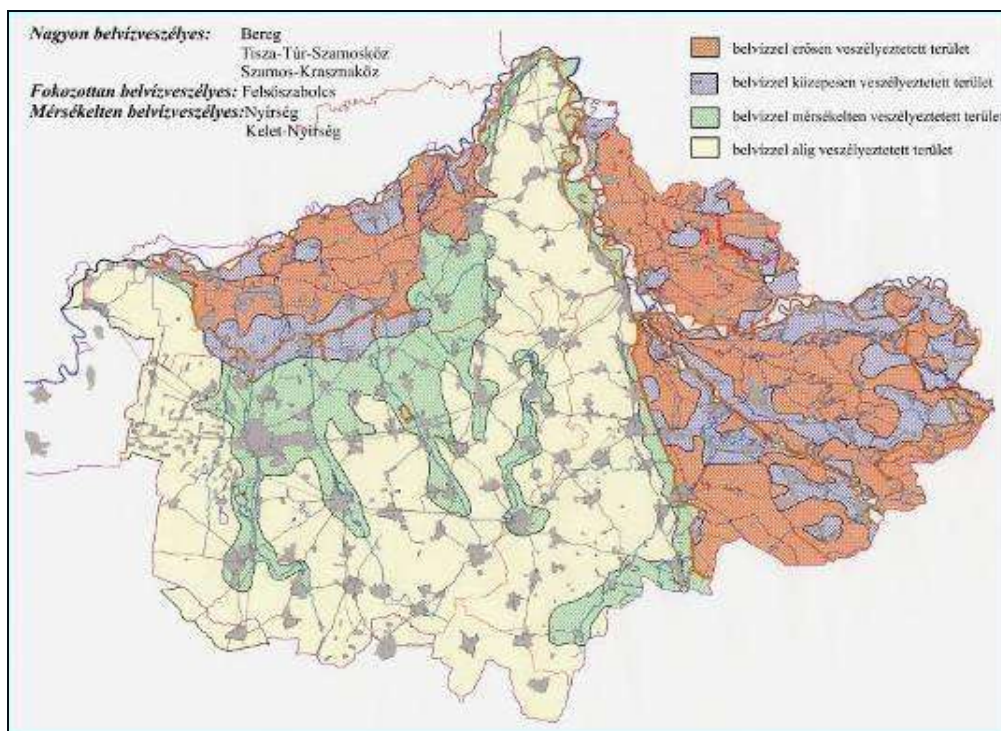 Nagyon belvízveszélyes: Bereg
Tisza-Túr-Szamosköz
Szamos-Krasznaköz
Fokozottan belvízveszélyes: Felsőszabolcs
Mérsékelten belvízveszélyes: Nyírség
Kelet-Nyírség
belvízzel erősen veszélyeztetett terület
belvízzel közepesen veszélyeztetett terület
belvízzel mérsékelten veszélyeztetett terület
belvízzel alig veszélyeztetett terület